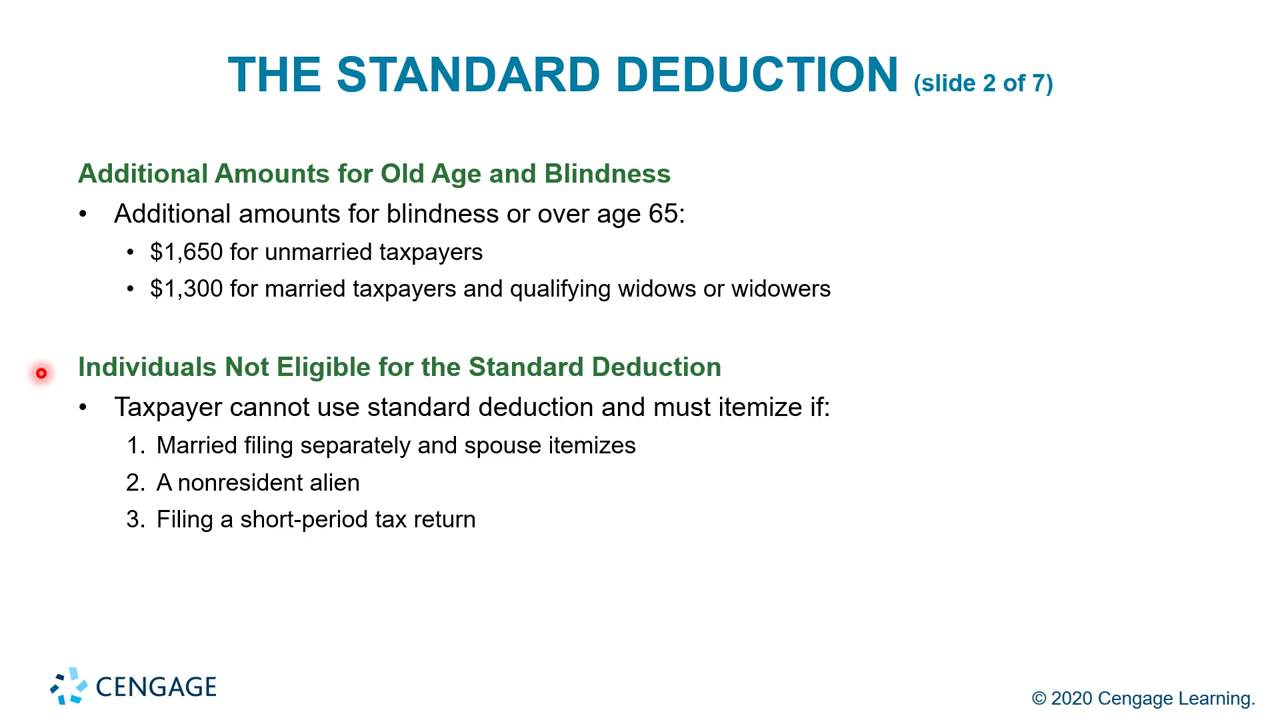 THE STANDARD DEDUCTION (slide 2 of 7)
Additional Amounts for Old Age and Blindness
• Additional amounts for blindness or over age 65:
• $1,650 for unmarried taxpayers
• $1,300 for married taxpayers and qualifying widows or widowers
Individuals Not Eligible for the Standard Deduction
• Taxpayer cannot use standard deduction and must itemize if:
1. Married filing separately and spouse itemizes
2. A nonresident alien
3. Filing a short-period tax return
CENGAGE
© 2020 Cengage Learning.